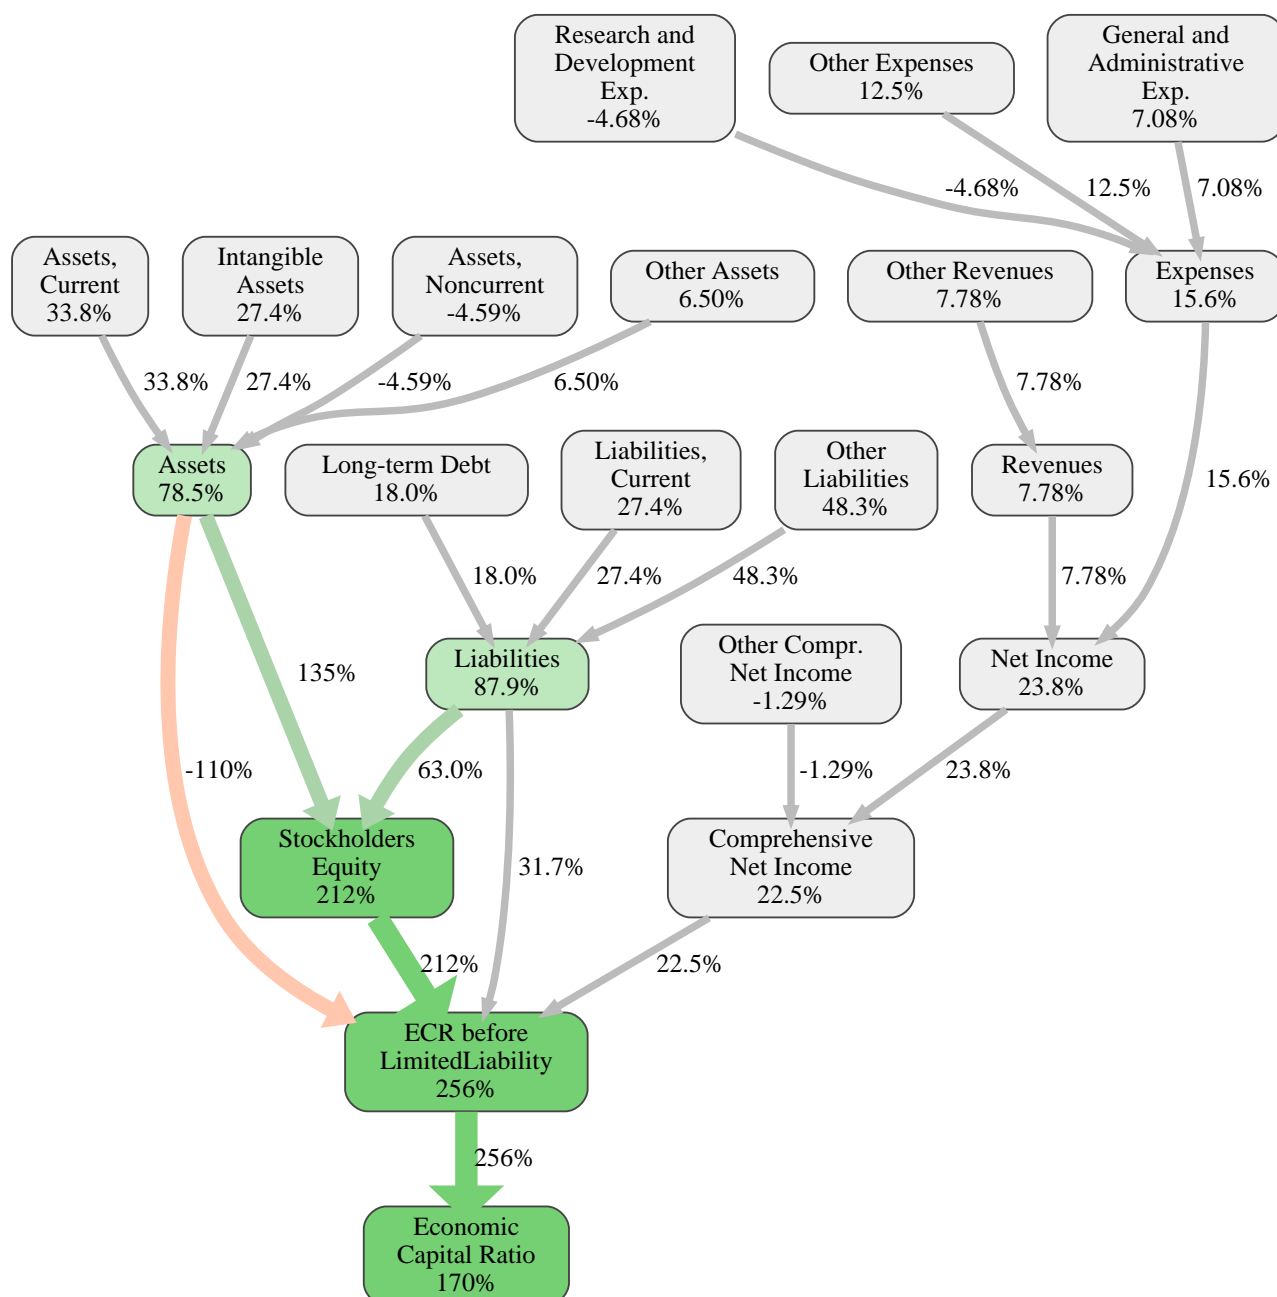 Research and
Development
Exp.
-4.68%
Other Expenses
12.5%
General and
Administrative
Exp.
7.08%
-4.68%
12.5%
7.08%
Assets,
Current
33.8%
Intangible
Assets
27.4%
Assets,
Noncurrent
-4.59%
Other Assets
6.50%
Other Revenues
7.78%
Expenses
15.6%
33.8%
27.4%
-4.59%
6.50%
7.78%
Assets
78.5%
Long-term Debt
18.0%
Liabilities,
Current
27.4%
Other
Liabilities
48.3%
Revenues
7.78%
15.6%
18.0%
27.4%
48.3%
7.78%
135%
Liabilities
87.9%
Other Compr.
Net Income
-1.29%
Net Income
23.8%
-110%
63.0%
-1.29%
23.8%
Stockholders
Equity
212%
31.7%
Comprehensive
Net Income
22.5%
212%
22.5%
ECR before
LimitedLiability
256%
256%
Economic
Capital Ratio
170%